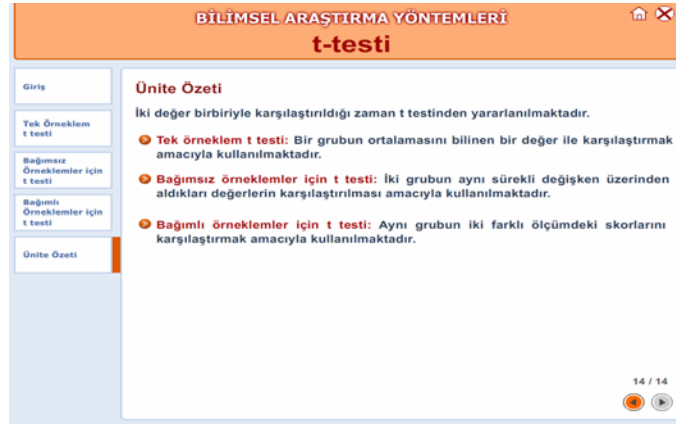 BİLİMSEL ARAŞTIRMA YÖNTEMLERİ
t-testi
Giriş
Tek Örneklem
t testi
Bağımsız
Örneklemler için
t testi
Bağımlı
Örneklemler için
t testi
Ünite Özeti
Ünite Özeti
İki değer birbiriyle karşılaştırıldığı zaman t testinden yararlanılmaktadır.
Tek örneklem t testi: Bir grubun ortalamasını bilinen bir değer ile karşılaştırmak
amacıyla kullanılmaktadır.
Bağımsız örneklemler için t testi: İki grubun aynı sürekli değişken üzerinden
aldıkları değerlerin karşılaştırılması amacıyla kullanılmaktadır.
Bağımlı örneklemler için t testi: Aynı grubun iki farklı ölçümdeki skorlarını
karşılaştırmak amacıyla kullanılmaktadır.
14 / 14